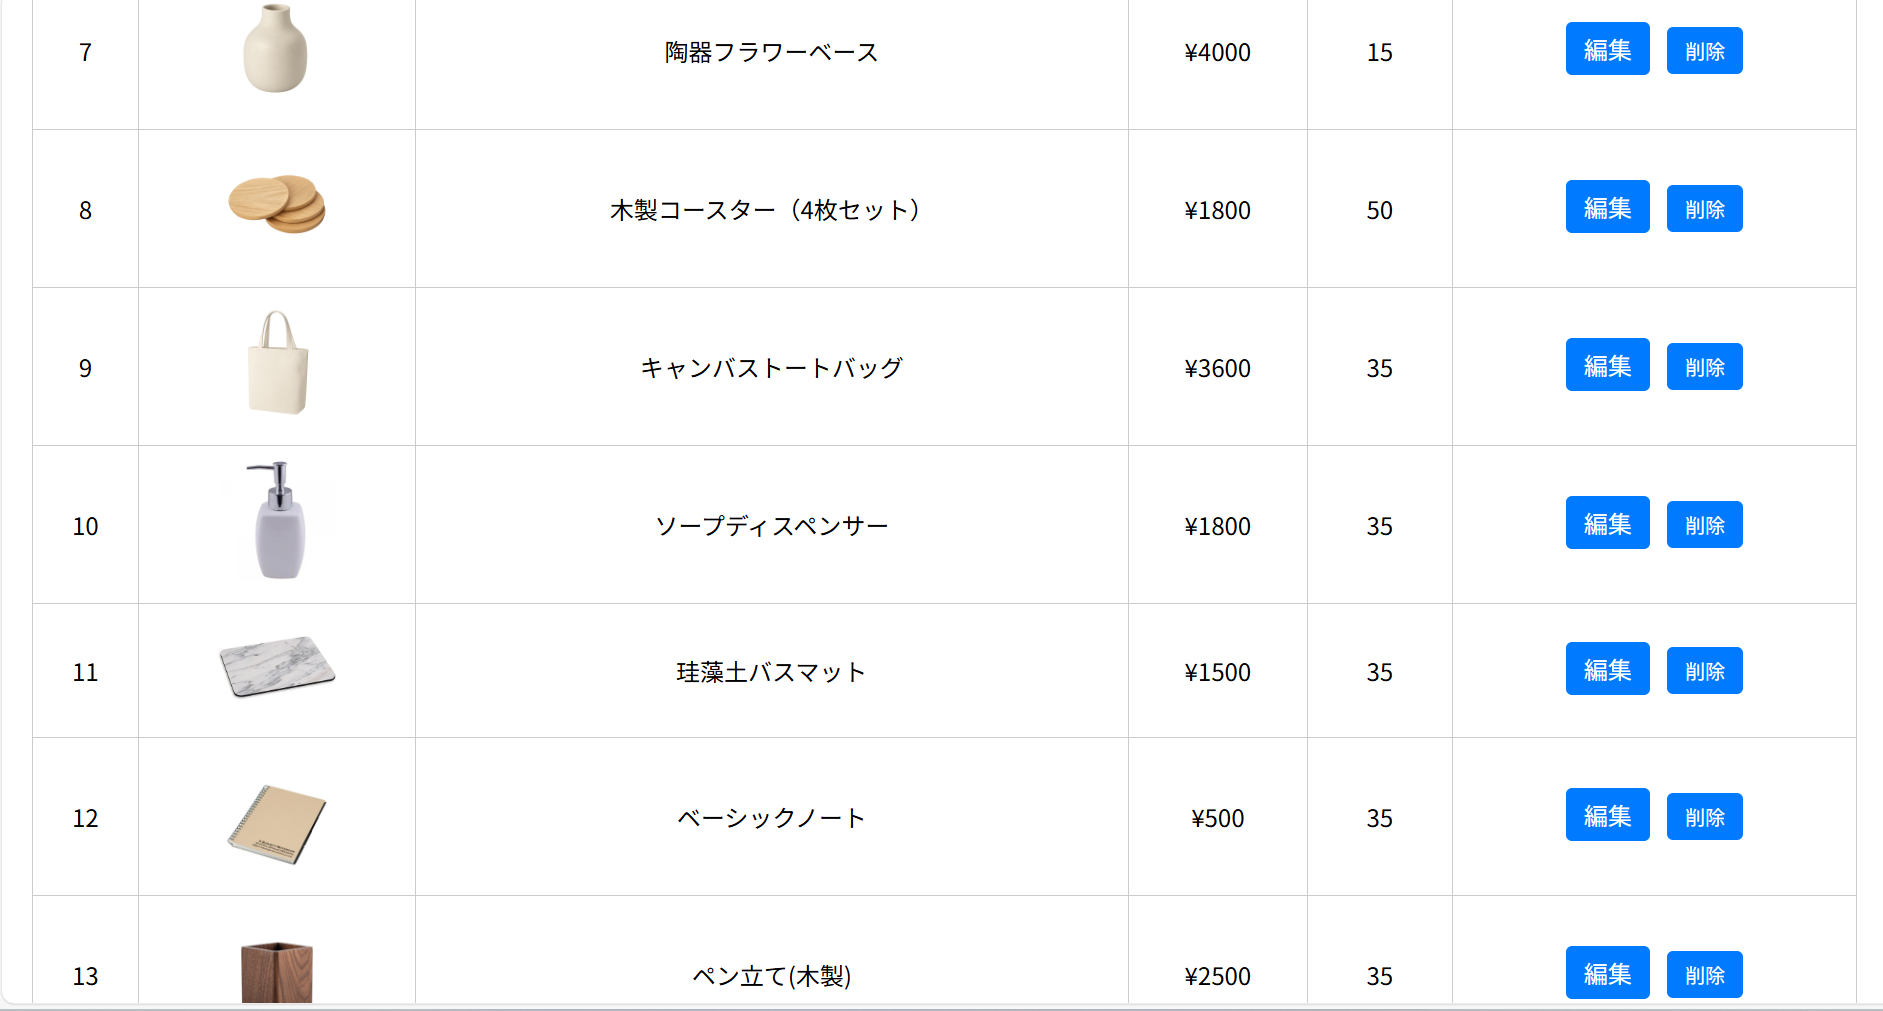 7 陶器フラワーベース ¥4000 15 編集 削除
8 木製コースター（4枚セット） ¥1800 50 編集 削除
9 キャンバストートバッグ ¥3600 35 編集 削除
10 ソープディスペンサー ¥1800 35 編集 削除
11 珪藻土バスマット ¥1500 35 編集 削除
12 ベーシックノート ¥500 35 編集 削除
13 ペン立て(木製) ¥2500 35 編集 削除